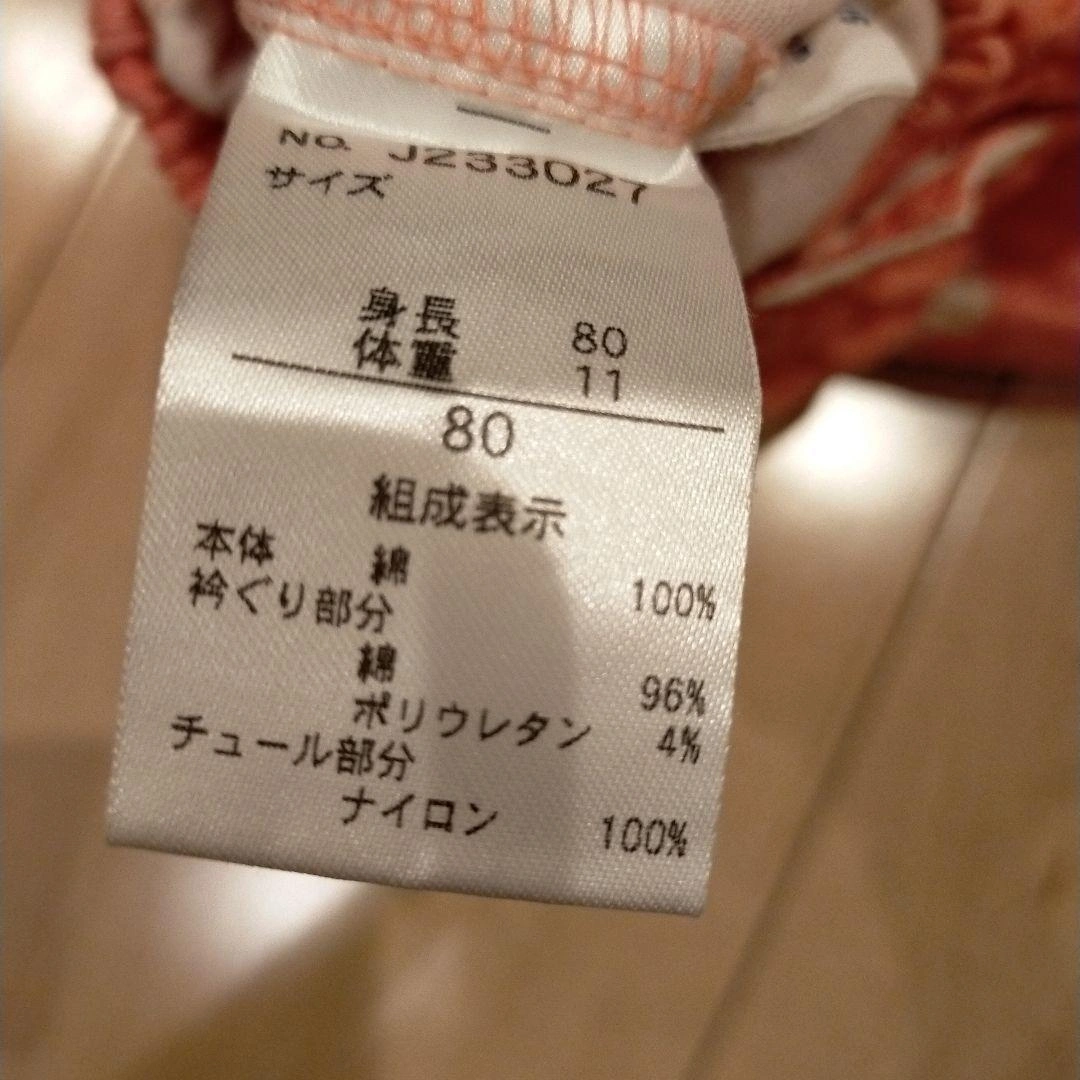 No. J233027
サイズ
身長 80
体重 11
80
組成表示
本体 綿 100%
衿ぐり部分
綿 96%
ポリウレタン 4%
チュール部分
ナイロン 100%